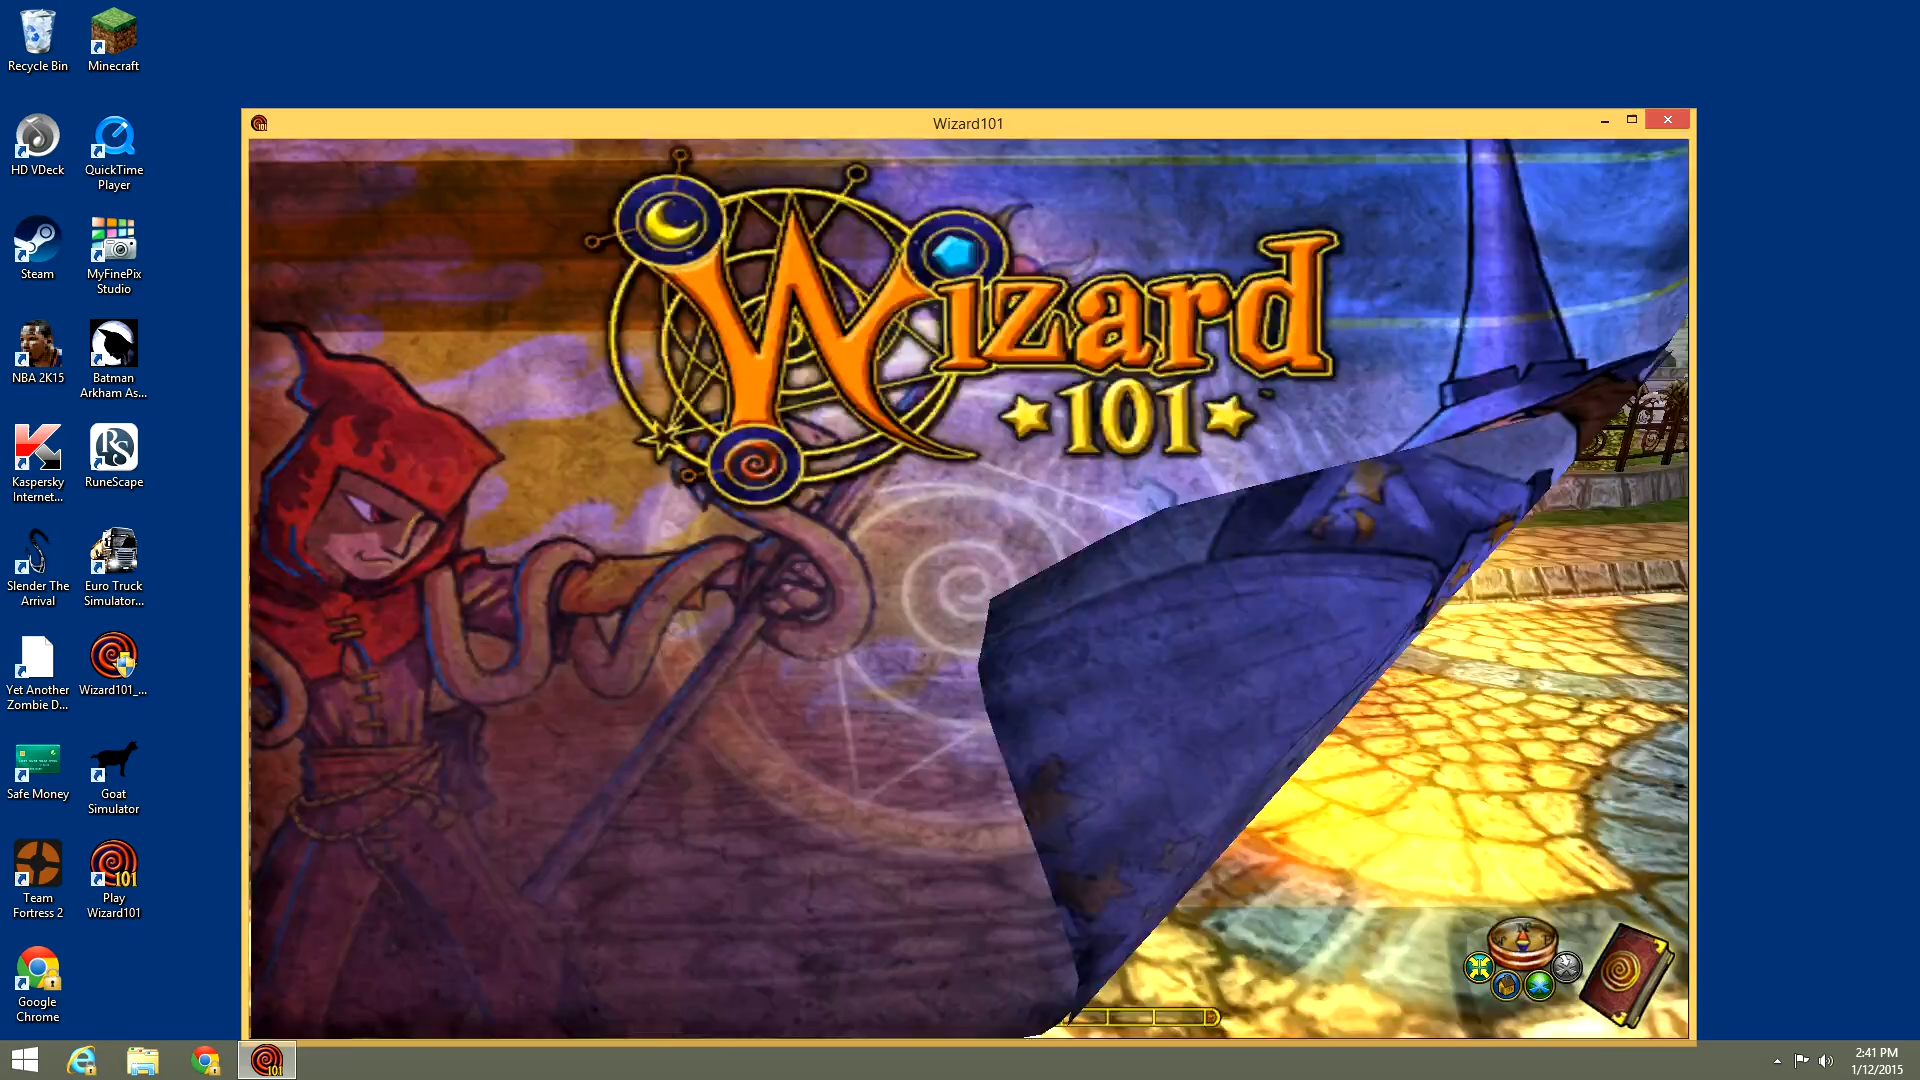 Recycle Bin
Minecraft
HD VDeck
QuickTime
Player
Steam
MyFinePix
Studio
NBA 2K15
Batman
Arkham As...
Kaspersky
Internet...
RuneScape
Slender The
Arrival
Euro Truck
Simulator...
Yet Another
Zombie D...
Wizard101_...
Safe Money
Goat
Simulator
Team
Fortress 2
Play
Wizard101
Google
Chrome
Wizard101
Wizard
101
2:41 PM
1/12/2015